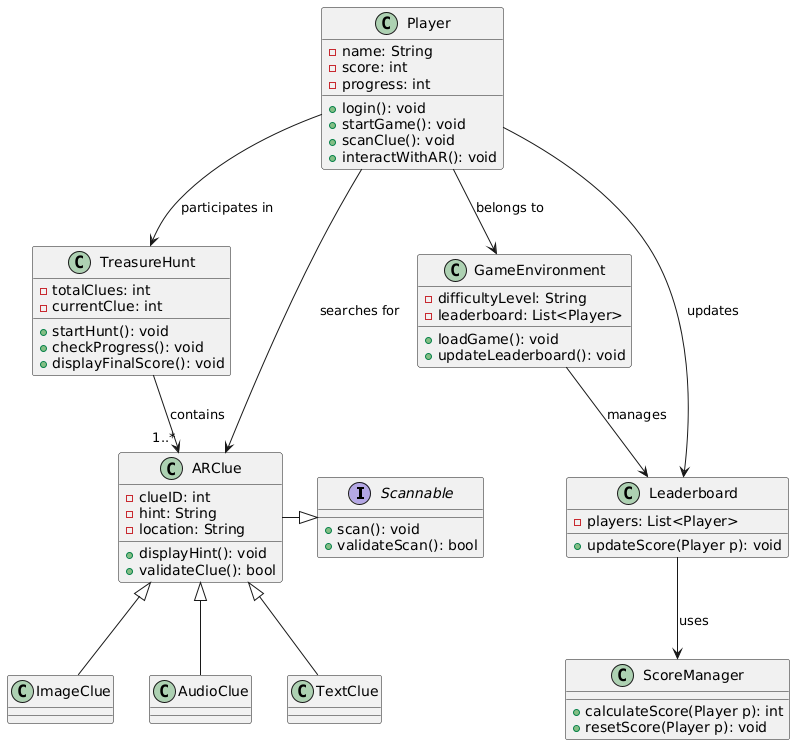 C Player
name: String
score: int
progress: int
login(): void
startGame(): void
scanClue(): void
interactWithAR(): void
participates in
belongs to
C TreasureHunt
totalClues: int
currentClue: int
startHunt(): void
checkProgress(): void
displayFinalScore(): void
searches for
C GameEnvironment
difficultyLevel: String
leaderboard: List<Player>
loadGame(): void
updateLeaderboard(): void
updates
contains
1..*
manages
C ARClue
clueID: int
hint: String
location: String
displayHint(): void
validateClue(): bool
I Scannable
scan(): void
validateScan(): bool
C Leaderboard
players: List<Player>
updateScore(Player p): void
uses
C ImageClue
C AudioClue
C TextClue
C ScoreManager
calculateScore(Player p): int
resetScore(Player p): void